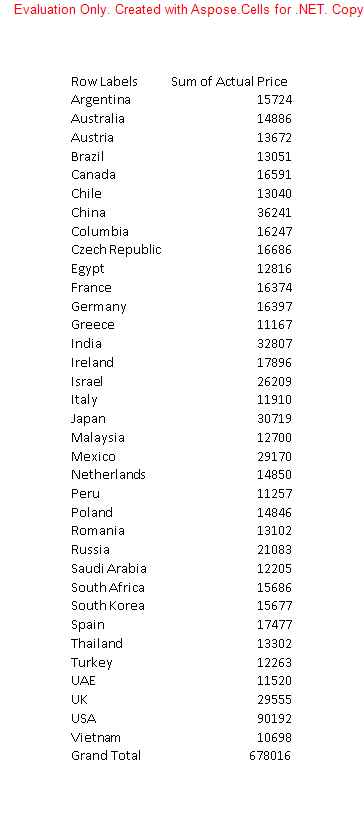 Evaluation Only. Created with Aspose.Cells for .NET. Copy
Row Labels Sum of Actual Price
Argentina 15724
Australia 14886
Austria 13672
Brazil 13051
Canada 16591
Chile 13040
China 36241
Columbia 16247
Czech Republic 16686
Egypt 12816
France 16374
Germany 16397
Greece 11167
India 32807
Ireland 17896
Israel 26209
Italy 11910
Japan 30719
Malaysia 12700
Mexico 29170
Netherlands 14850
Peru 11257
Poland 14846
Romania 13102
Russia 21083
Saudi Arabia 12205
South Africa 15686
South Korea 15677
Spain 17477
Thailand 13302
Turkey 12263
UAE 11520
UK 29555
USA 90192
Vietnam 10698
Grand Total 678016